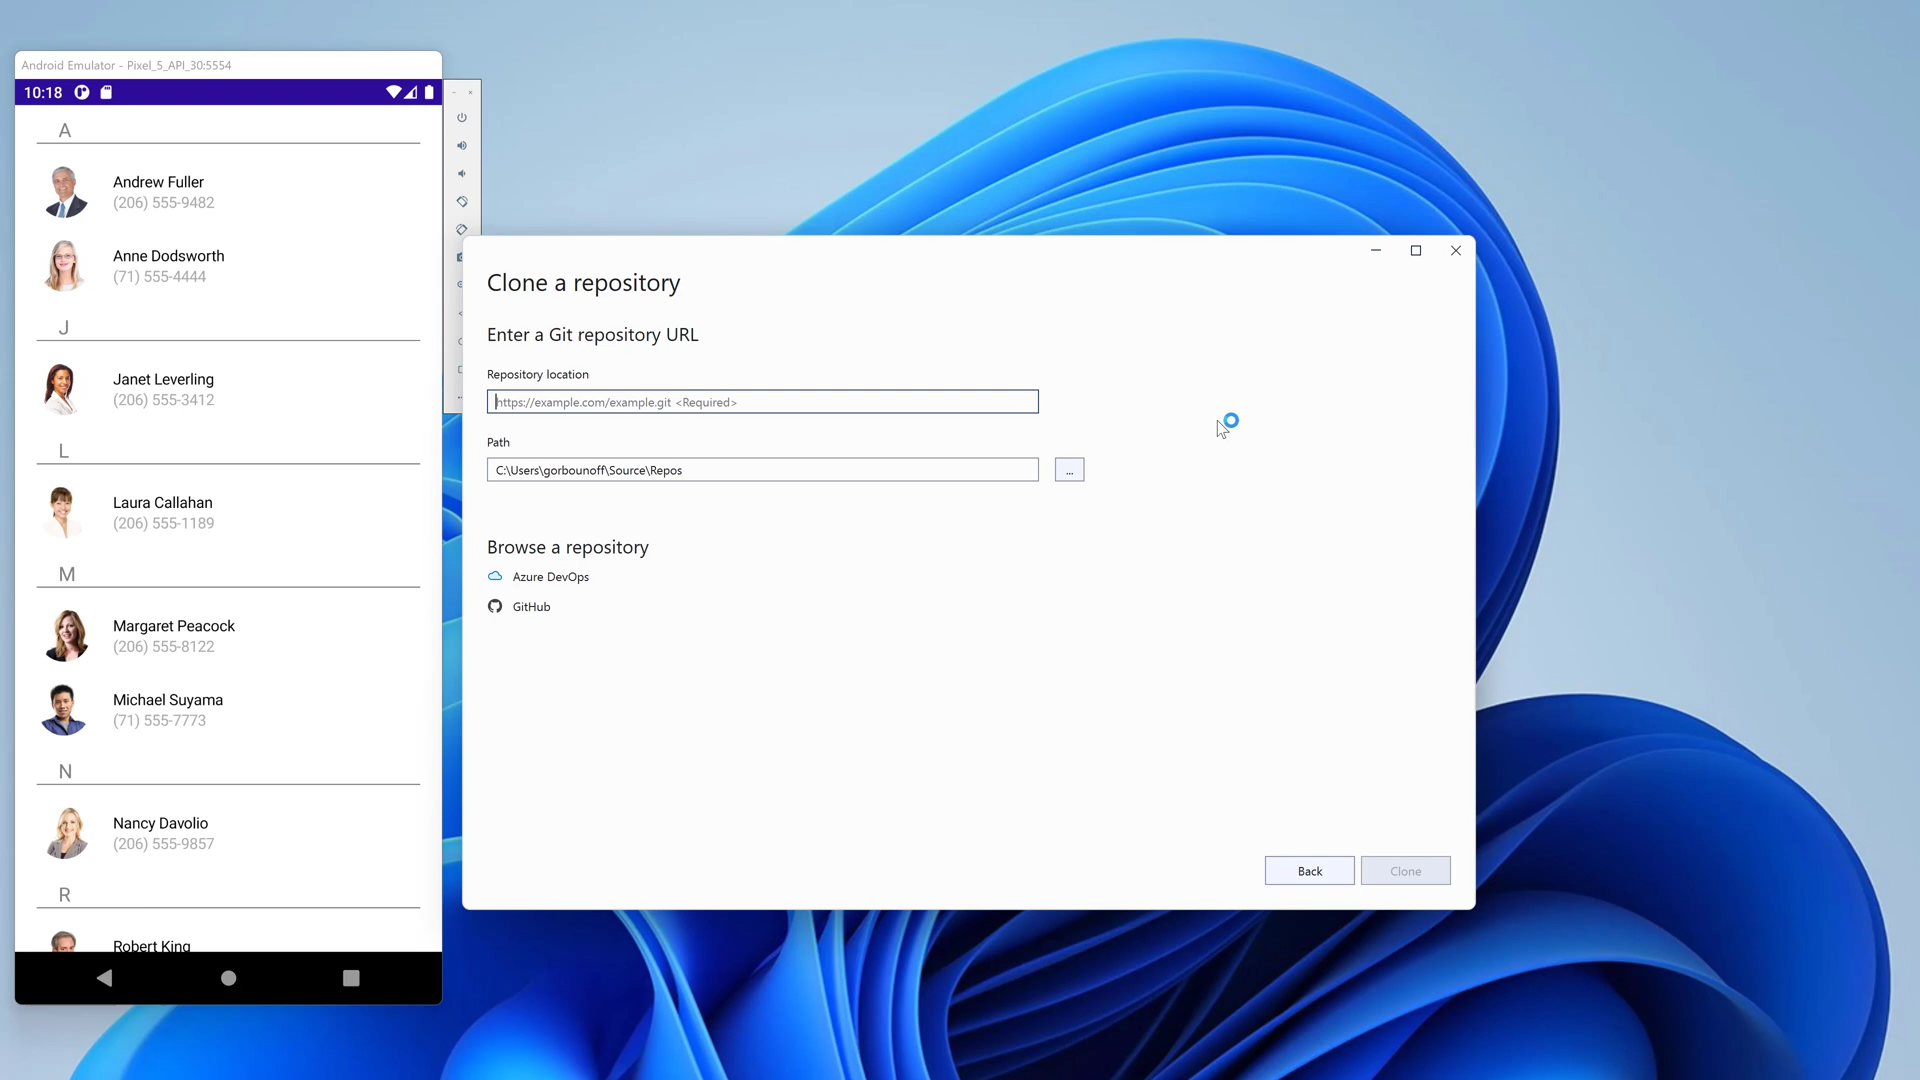 Android Emulator - Pixel_5_API_30:5554
10:18
A
Andrew Fuller
(206) 555-9482
Anne Dodsworth
(71) 555-4444
J
Janet Leverling
(206) 555-3412
L
Laura Callahan
(206) 555-1189
M
Margaret Peacock
(206) 555-8122
Michael Suyama
(71) 555-7773
N
Nancy Davolio
(206) 555-9857
R
Robert King
Clone a repository
Enter a Git repository URL
Repository location
https://example.com/example.git <Required>
Path
C:\Users\gorbounoff\Source\Repos
...
Browse a repository
Azure DevOps
GitHub
Back
Clone